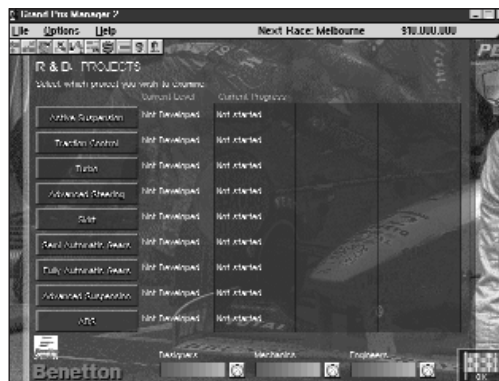 Grand Prix Manager 2
File Options Help Next Race: Melbourne $10,000,000
R & D. PROJECTS
Select which project you wish to examine
Current Level Current Progress
Active Suspension Not Developed Not started
Traction Control Not Developed Not started
Turbo Not Developed Not started
Advanced Steering Not Developed Not started
Skirt Not Developed Not started
Semi Automatic Gears Not Developed Not started
Fully Automatic Gears Not Developed Not started
Advanced Suspension Not Developed Not started
ABS Not Developed Not started
Designers Mechanics Engineers
Benetton
OK